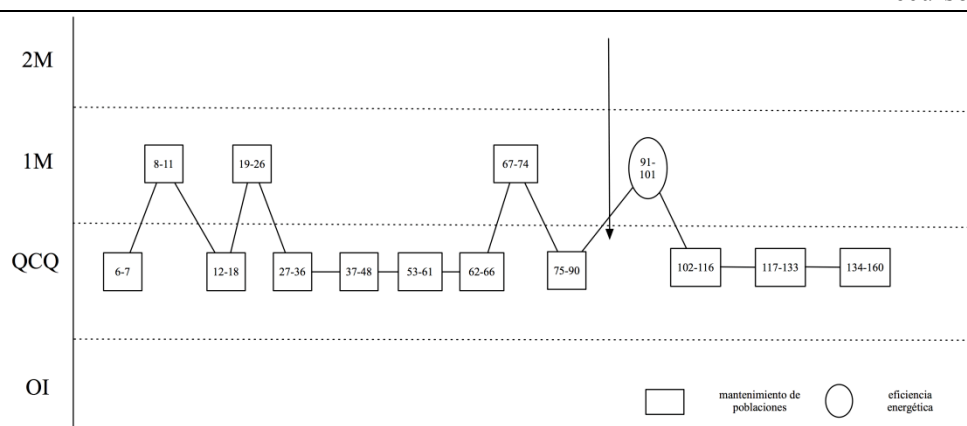 2M
1M
8-11
19-26
67-74
91-
101
QCQ
6-7
12-18
27-36
37-48
53-61
62-66
75-90
102-116
117-133
134-160
OI
mantenimiento de
poblaciones
eficiencia
energética